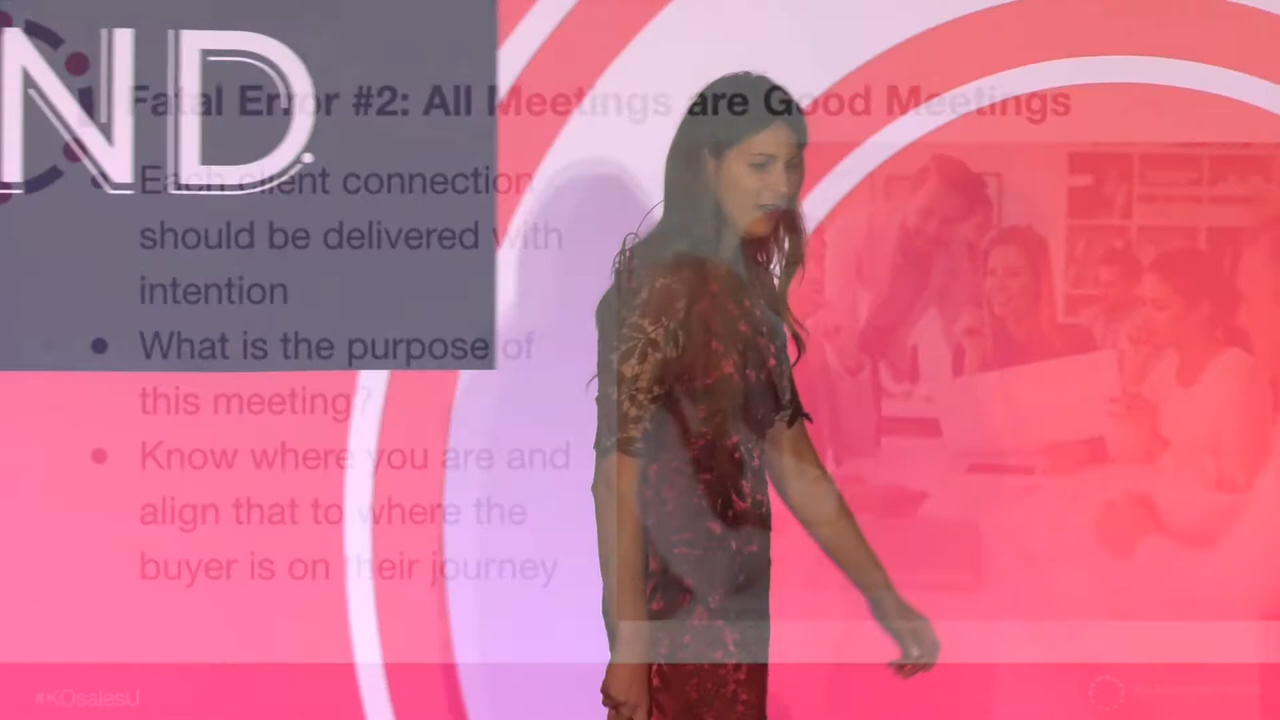 ND
Fatal Error #2: All Meetings are Good Meetings
• Each client connection
should be delivered with
intention
• What is the purpose of
this meeting?
• Know where you are and
align that to where the
buyer is on their journey
#KOsalesU